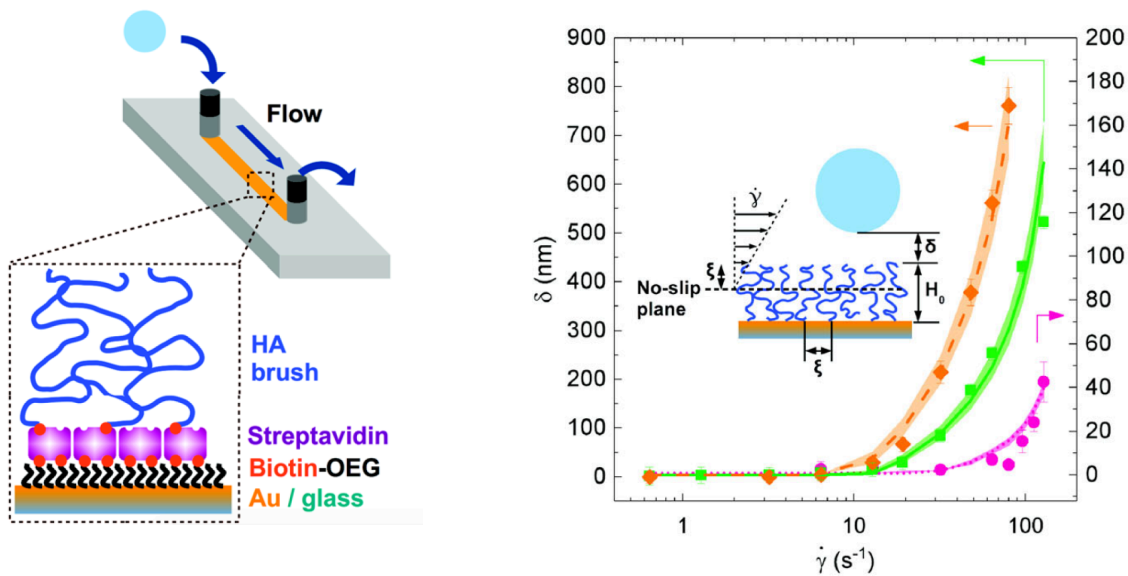 Flow
HA
brush
Streptavidin
Biotin-OEG
Au / glass
900
800
700
600
500
400
300
200
100
0
δ (nm)
200
180
160
140
120
100
80
60
40
20
0
γ̇
δ
ξ
No-slip
plane
H₀
ξ
1
10
100
γ̇ (s⁻¹)